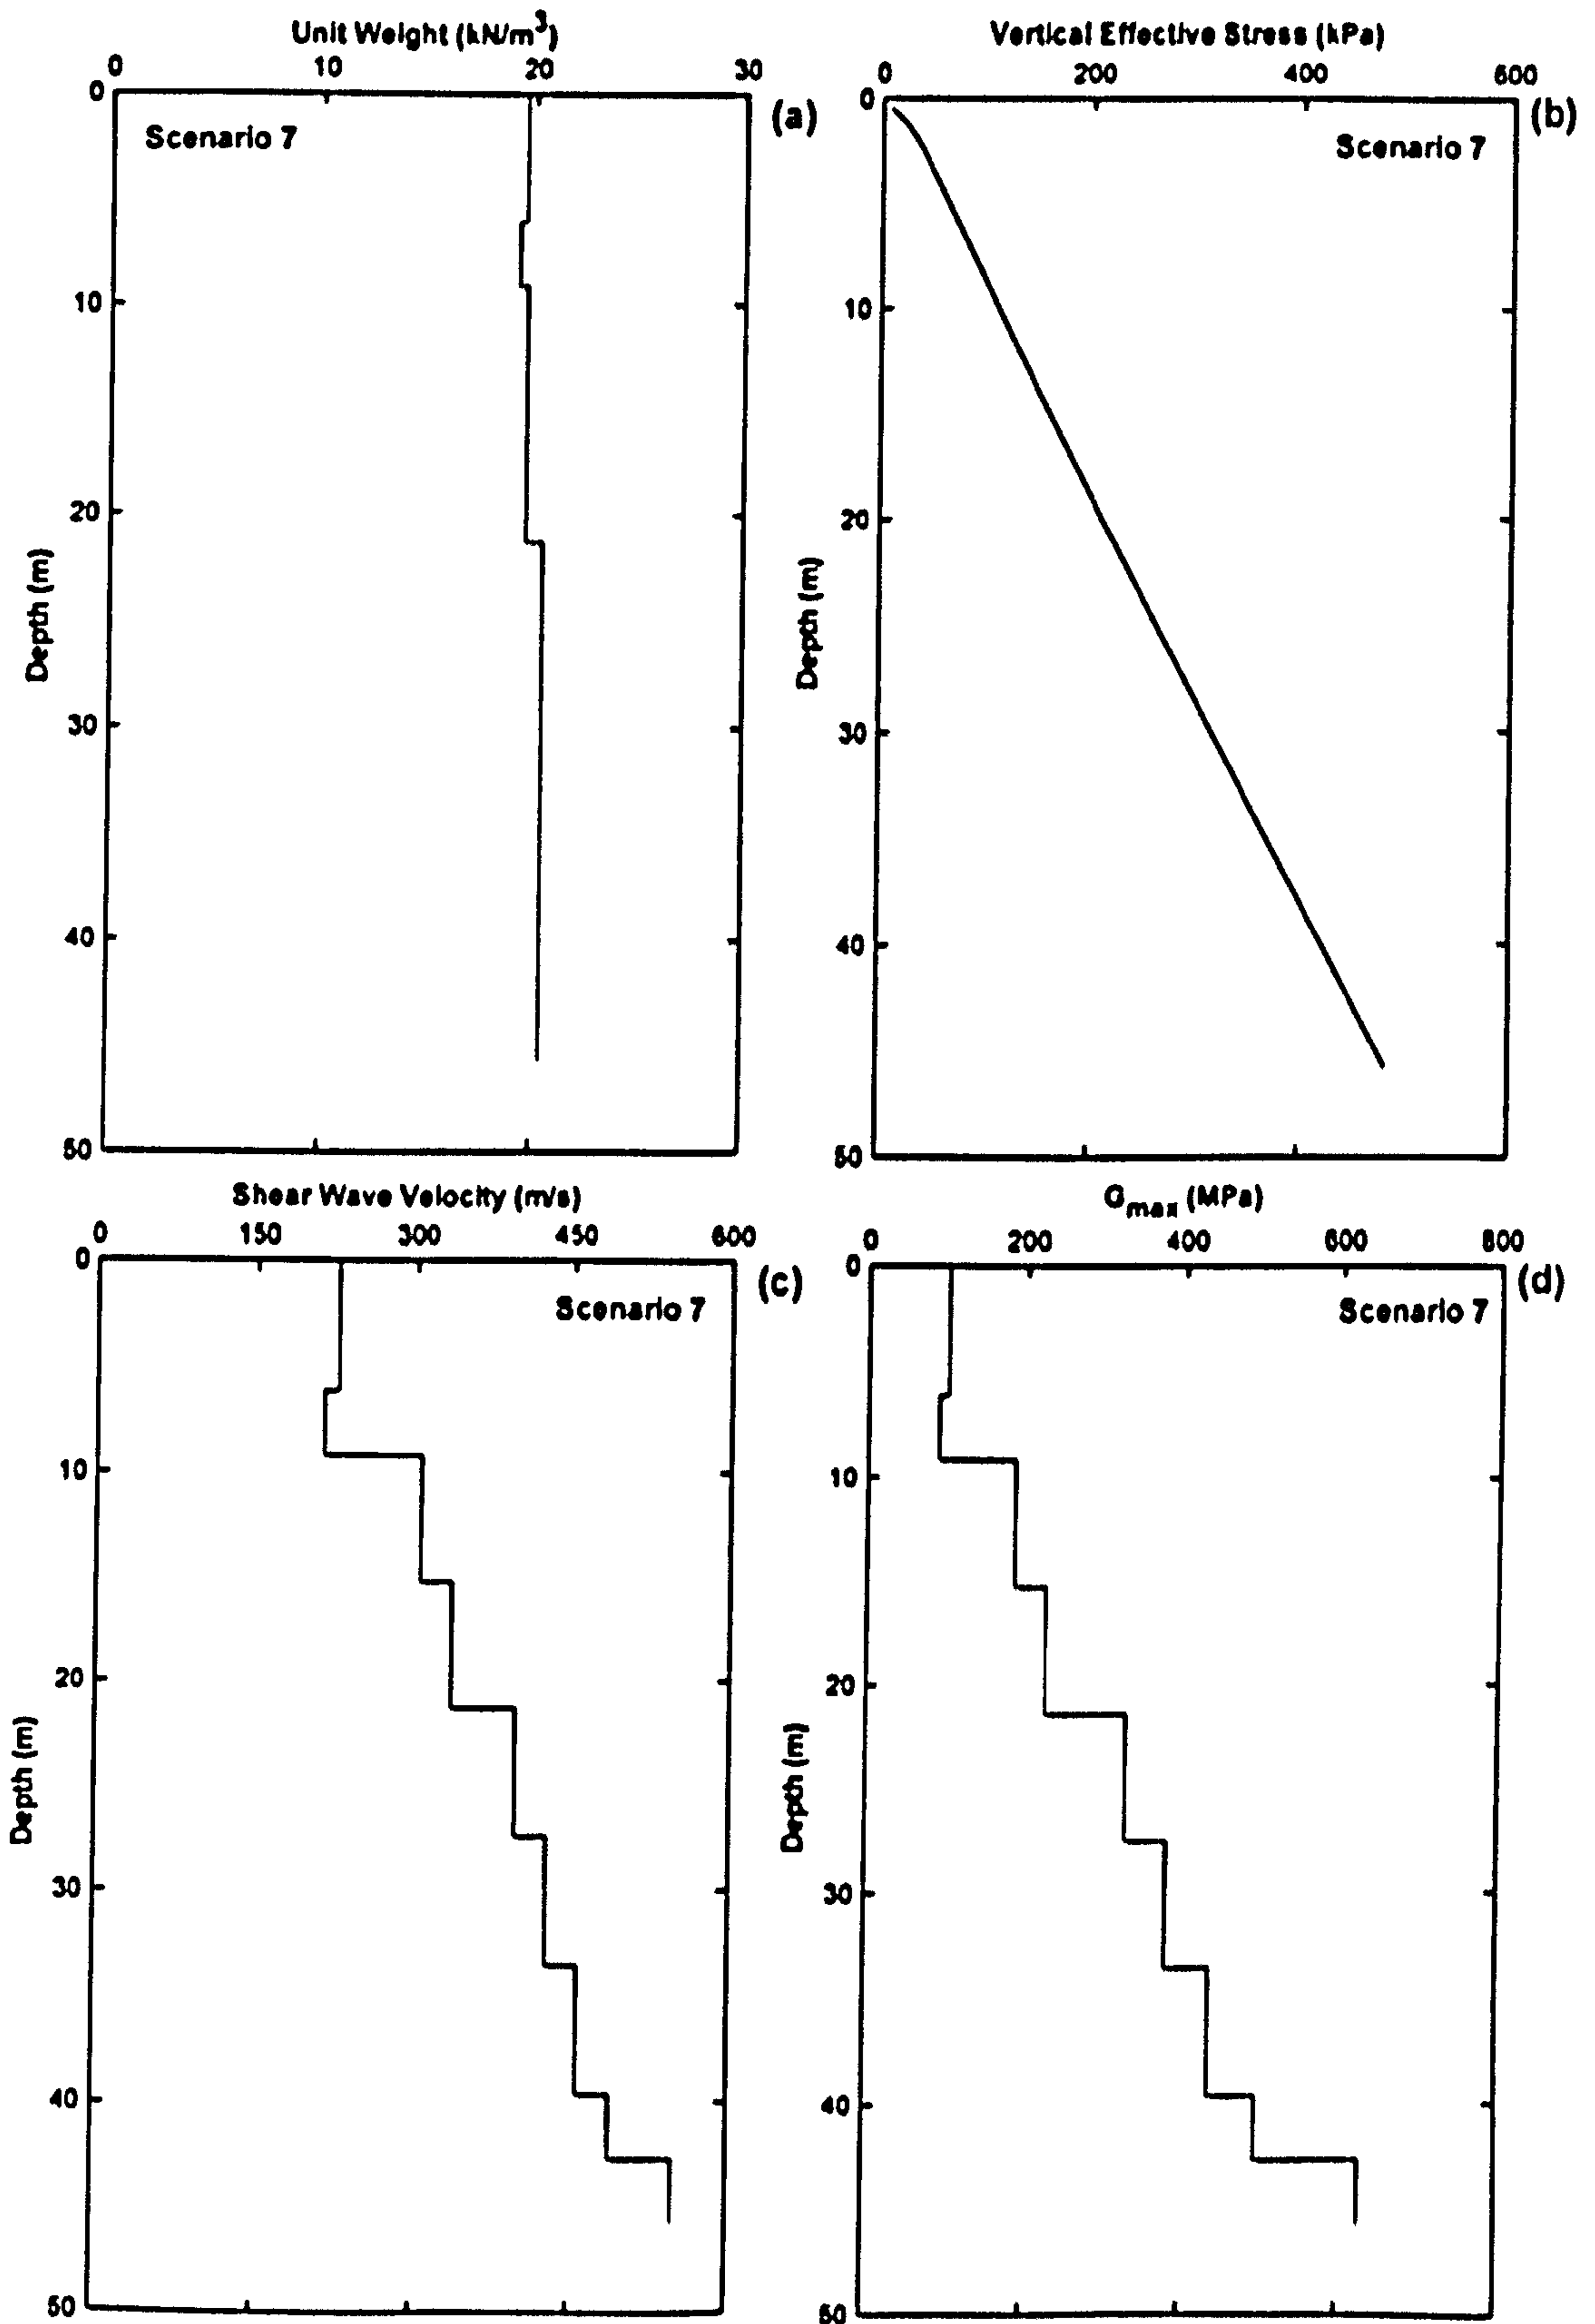 Unit Weight (kN/m³)
0 10 20 30
0
10
20
30
40
50
Depth (m)
Scenario 7
(a)
Vertical Effective Stress (kPa)
0 200 400 600
0
10
20
30
40
50
Depth (m)
Scenario 7
(b)
Shear Wave Velocity (m/s)
0 150 300 450 600
0
10
20
30
40
50
Depth (m)
Scenario 7
(c)
Gmax (MPa)
0 200 400 600 800
0
10
20
30
40
50
Depth (m)
Scenario 7
(d)